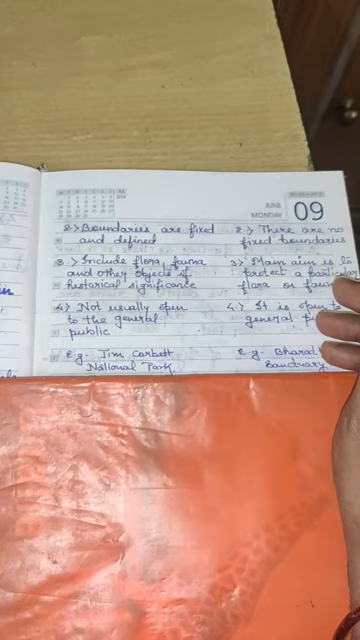 JUNE
MONDAY
09
2.> Boundaries are fixed
and defined
2.> There are no
fixed boundaries
3 > Include flora, fauna
and other objects of
historical significance
3> Main aim is to
protect a particular
flora or
4> Not usually open
to the general
public
4.> It is open to
general
E.g. Jim Corbett
National Park
E.g. Bharat
Sanctuary